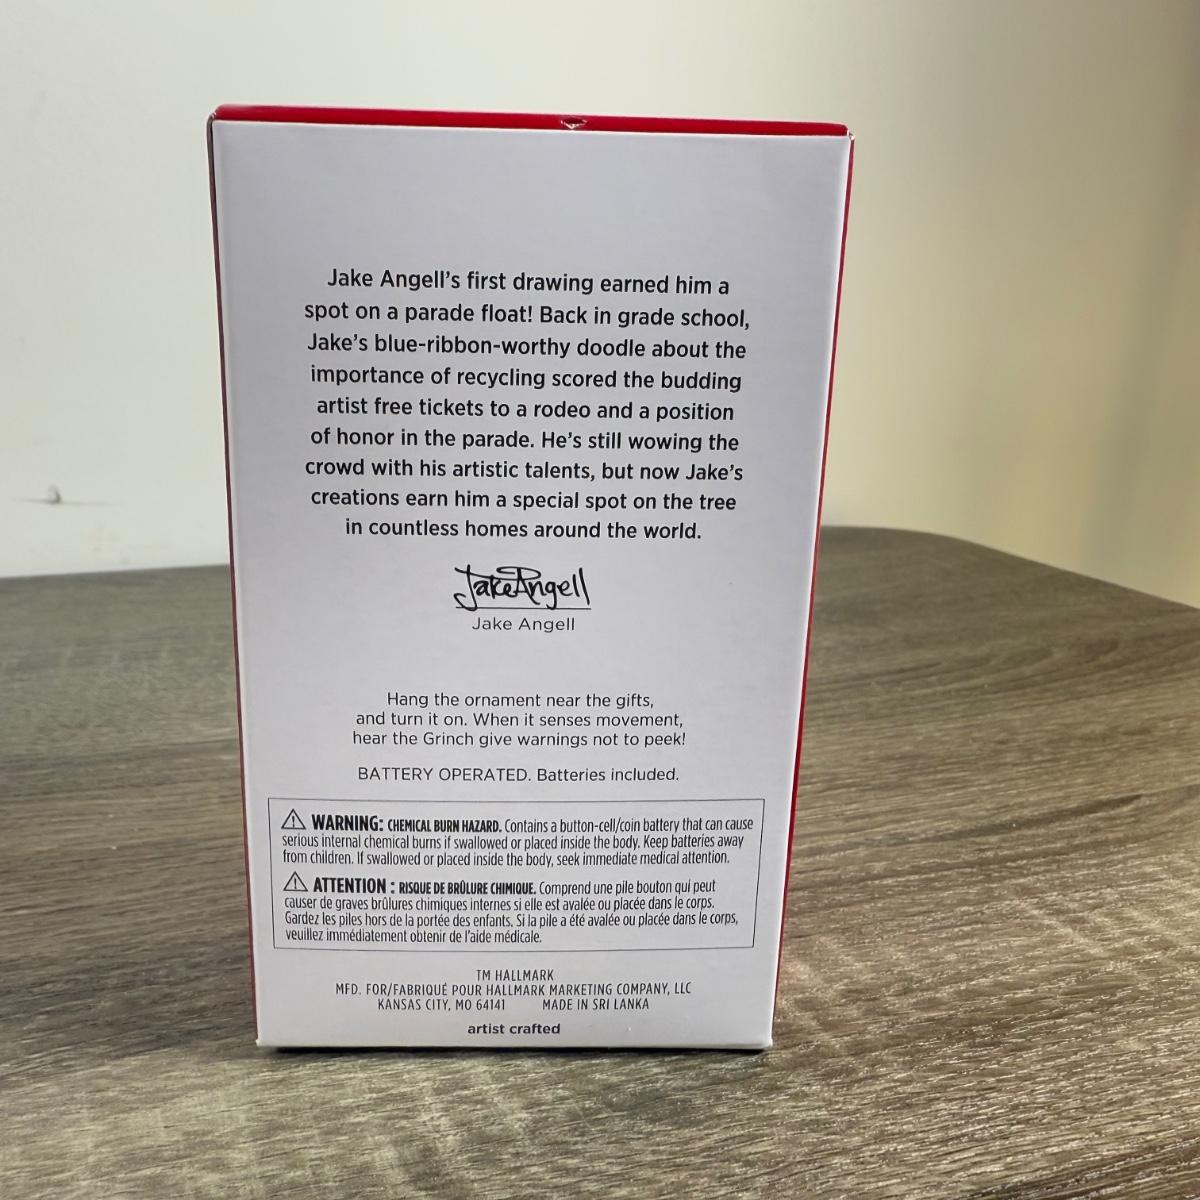 Jake Angell's first drawing earned him a
spot on a parade float! Back in grade school,
Jake's blue-ribbon-worthy doodle about the
importance of recycling scored the budding
artist free tickets to a rodeo and a position
of honor in the parade. He's still wowing the
crowd with his artistic talents, but now Jake's
creations earn him a special spot on the tree
in countless homes around the world.
Jake Angell
Jake Angell
Hang the ornament near the gifts,
and turn it on. When it senses movement,
hear the Grinch give warnings not to peek!
BATTERY OPERATED. Batteries included.
⚠ WARNING: CHEMICAL BURN HAZARD. Contains a button-cell/coin battery that can cause
serious internal chemical burns if swallowed or placed inside the body. Keep batteries away
from children. If swallowed or placed inside the body, seek immediate medical attention.
⚠ ATTENTION : RISQUE DE BRÛLURE CHIMIQUE. Comprend une pile bouton qui peut
causer de graves brûlures chimiques internes si elle est avalée ou placée dans le corps.
Gardez les piles hors de la portée des enfants. Si la pile a été avalée ou placée dans le corps,
veuillez immédiatement obtenir de l'aide médicale.
TM HALLMARK
MFD. FOR/FABRIQUÉ POUR HALLMARK MARKETING COMPANY, LLC
KANSAS CITY, MO 64141 MADE IN SRI LANKA
artist crafted